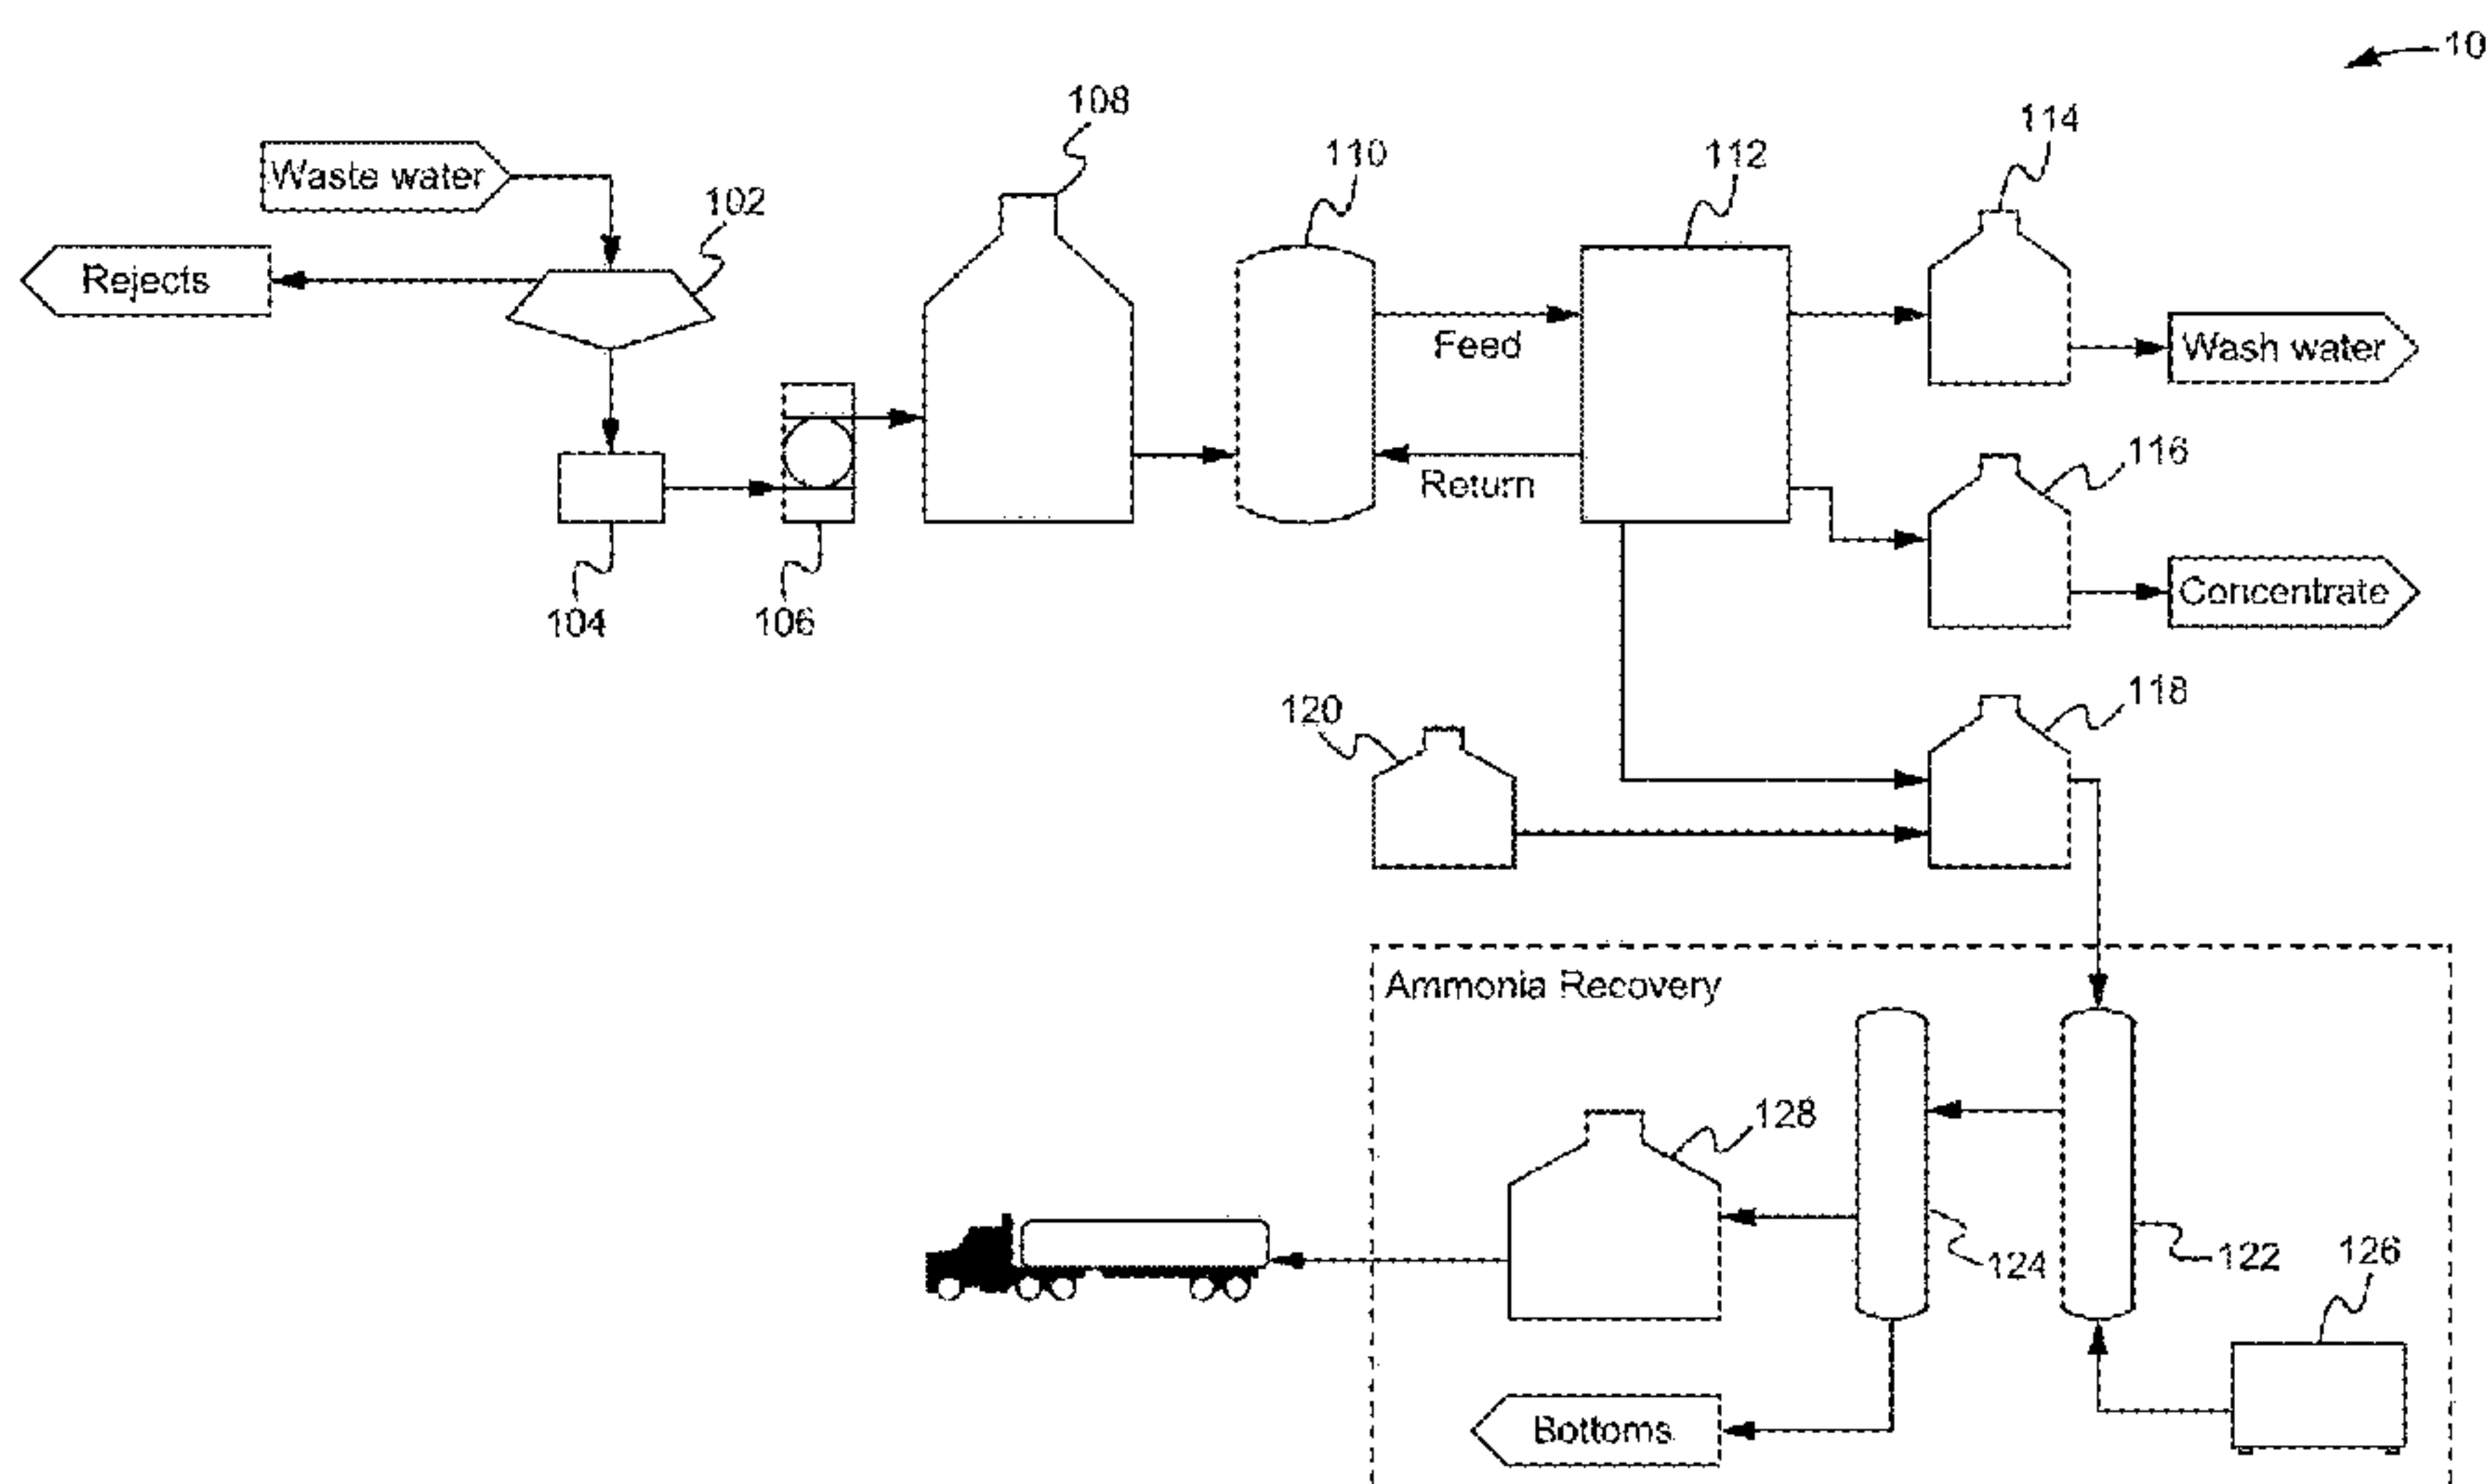 10
108
114
Waste water
110
112
102
Rejects
Feed
Wash water
116
Return
Concentrate
104
106
118
120
Ammonia Recovery
128
124
122
126
Bottoms